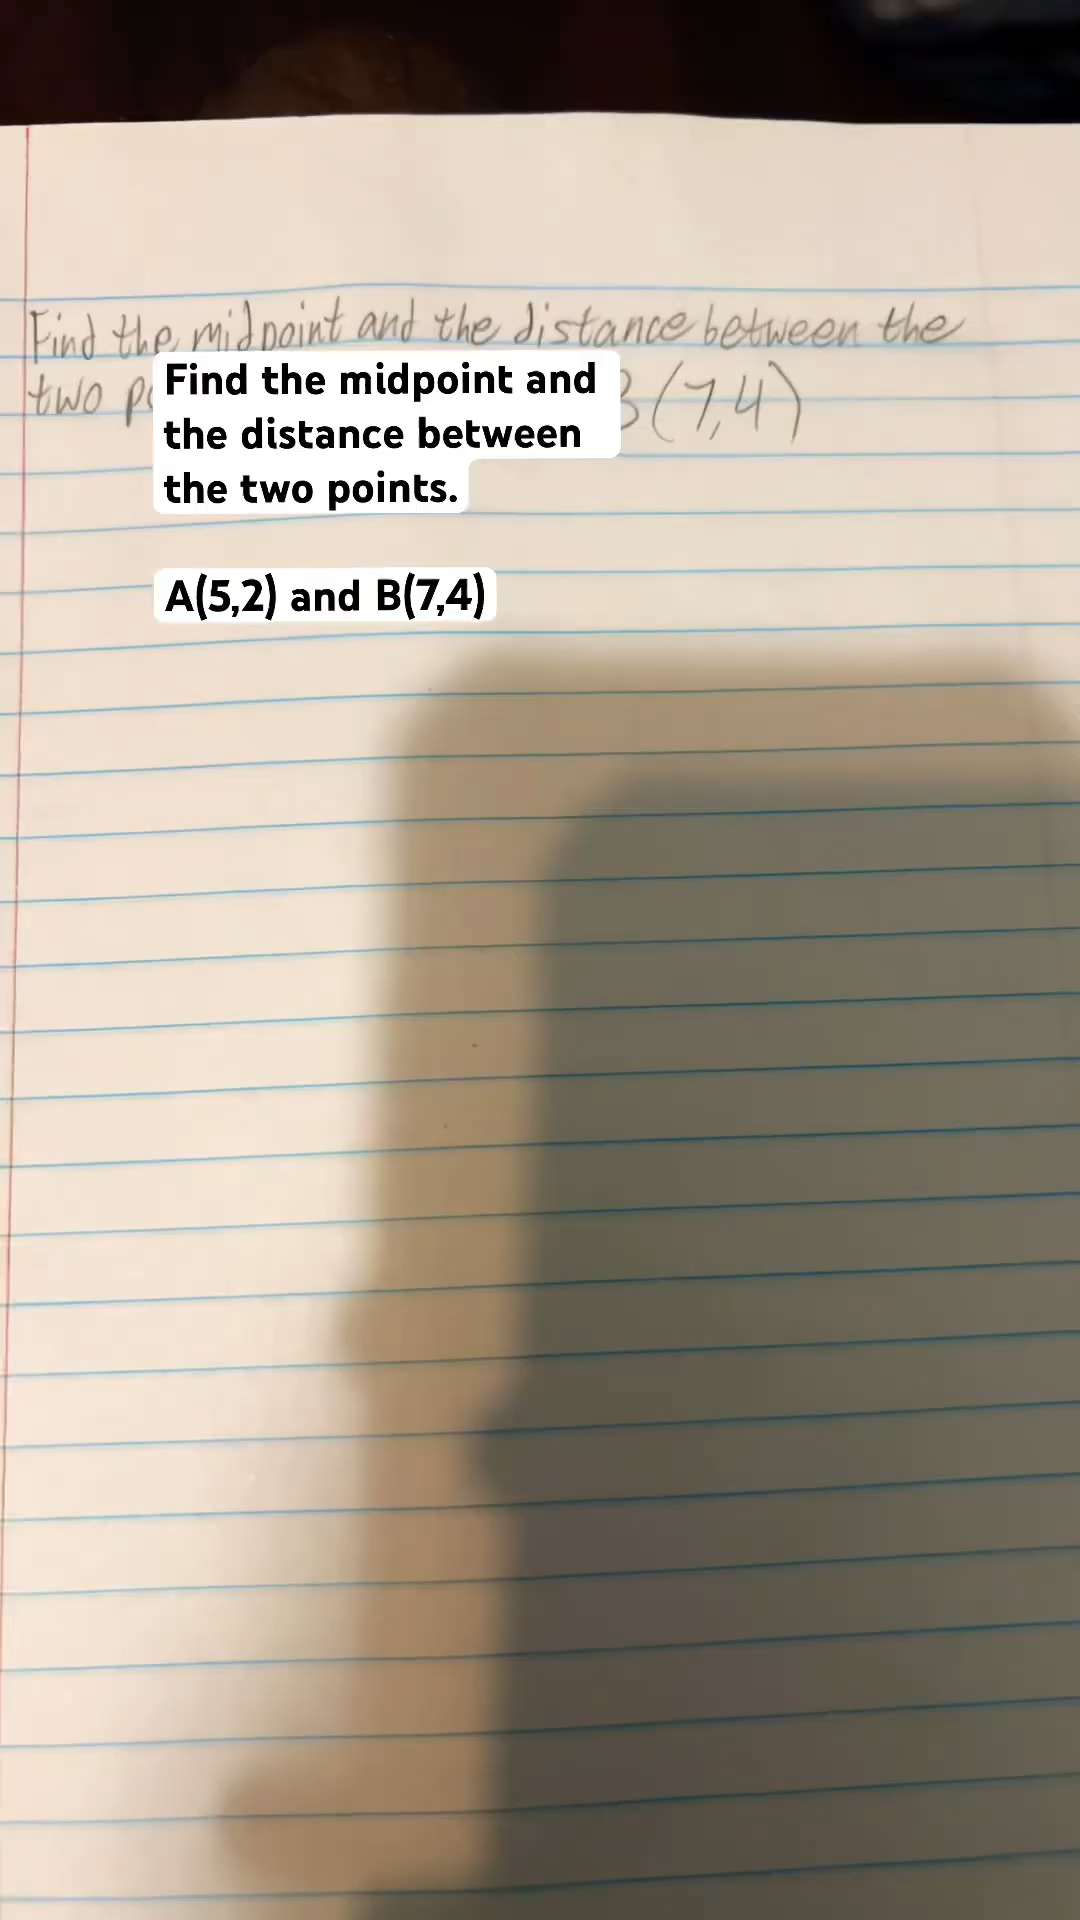 Find the midpoint and the distance between the
two (7,4)
Find the midpoint and
the distance between
the two points.
A(5,2) and B(7,4)